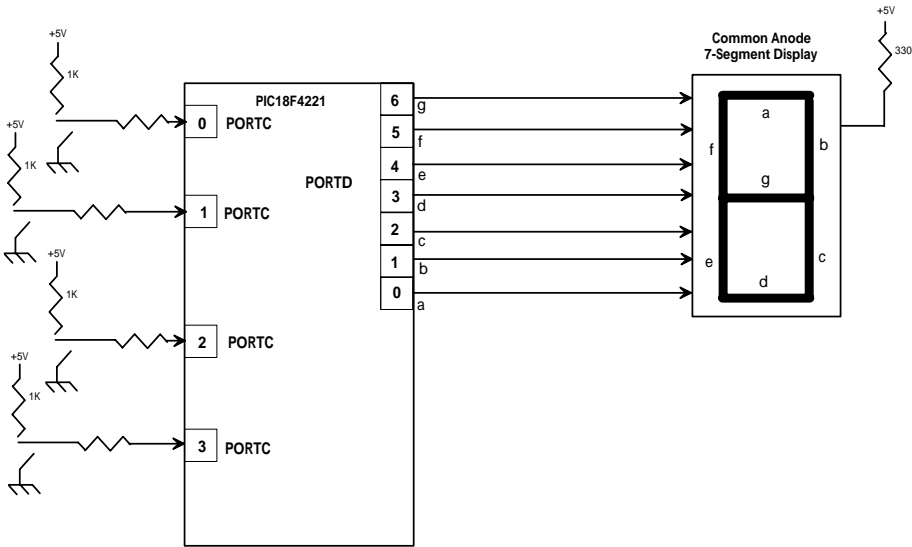 +5V
1K
+5V
1K
+5V
1K
+5V
1K
PIC18F4221
PORTD
0
PORTC
1
PORTC
2
PORTC
3
PORTC
6
g
5
f
4
e
3
d
2
c
1
b
0
a
Common Anode
7-Segment Display
a
b
f
g
e
c
d
+5V
330